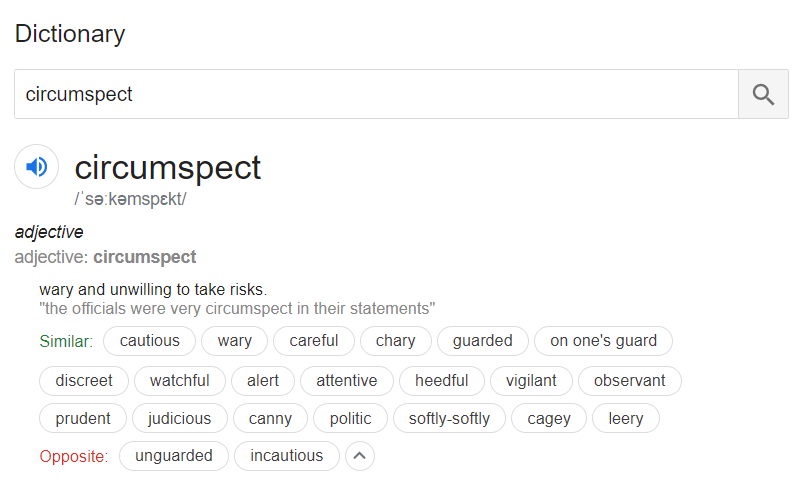 Dictionary
circumspect
circumspect
/ˈsəːkəmspɛkt/
adjective
adjective: circumspect
wary and unwilling to take risks.
"the officials were very circumspect in their statements"
Similar: cautious wary careful chary guarded on one's guard
discreet watchful alert attentive heedful vigilant observant
prudent judicious canny politic softly-softly cagey leery
Opposite: unguarded incautious